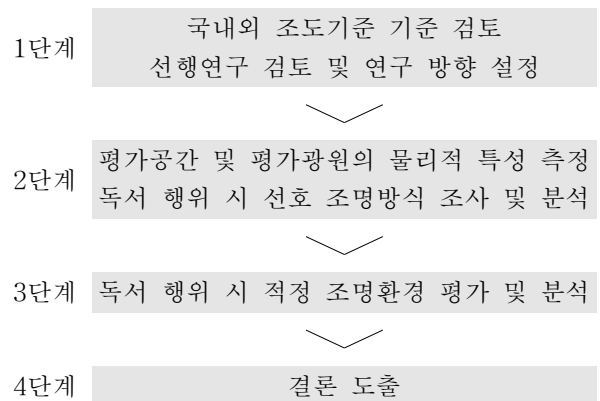 국내외 조도기준 기준 검토
1단계
선행연구 검토 및 연구 방향 설정
평가공간 및 평가광원의 물리적 특성 측정
2단계
독서 행위 시 선호 조명방식 조사 및 분석
3단계 독서 행위 시 적정 조명환경 평가 및 분석
4단계 결론 도출